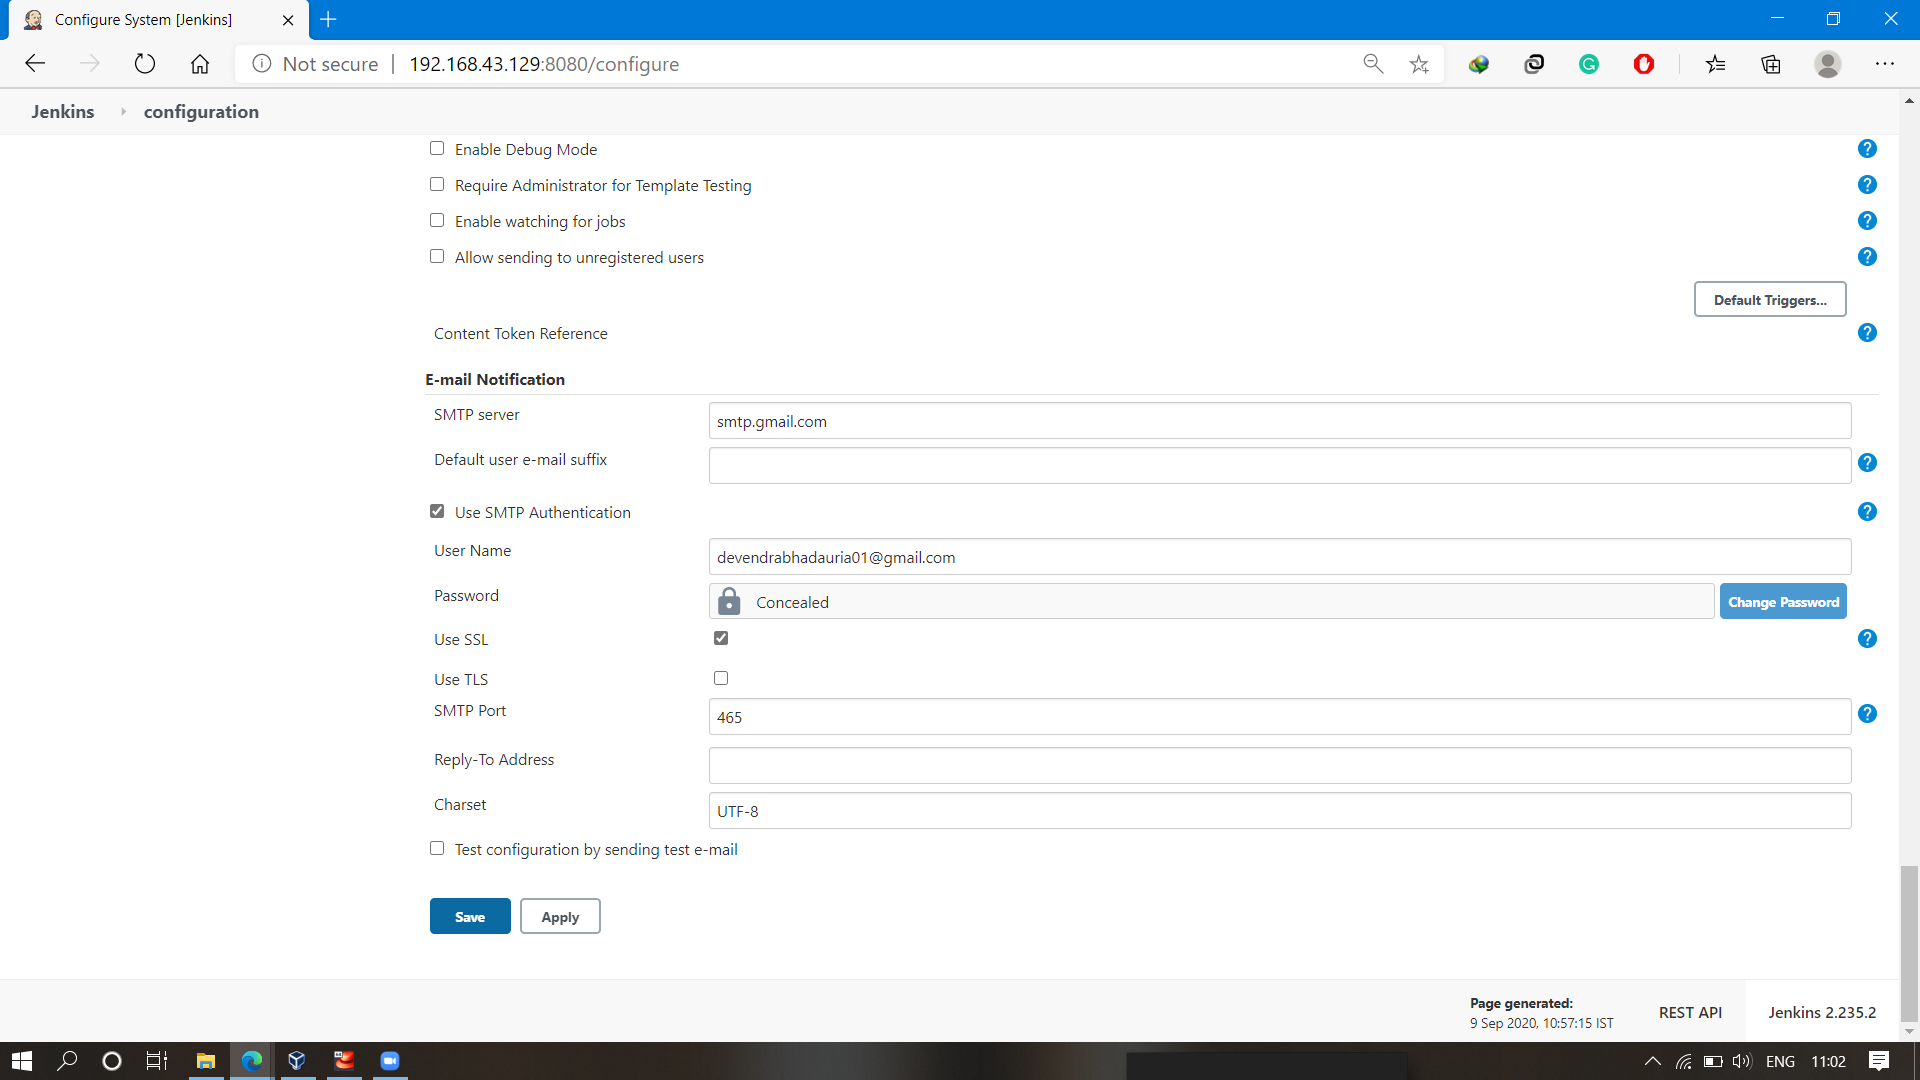 Configure System [Jenkins]
Not secure | 192.168.43.129:8080/configure
Jenkins configuration
Enable Debug Mode
Require Administrator for Template Testing
Enable watching for jobs
Allow sending to unregistered users
Default Triggers...
Content Token Reference
E-mail Notification
SMTP server smtp.gmail.com
Default user e-mail suffix
Use SMTP Authentication
User Name devendrabhadauria01@gmail.com
Password Concealed Change Password
Use SSL
Use TLS
SMTP Port 465
Reply-To Address
Charset UTF-8
Test configuration by sending test e-mail
Save Apply
Page generated:
9 Sep 2020, 10:57:15 IST
REST API Jenkins 2.235.2
ENG 11:02